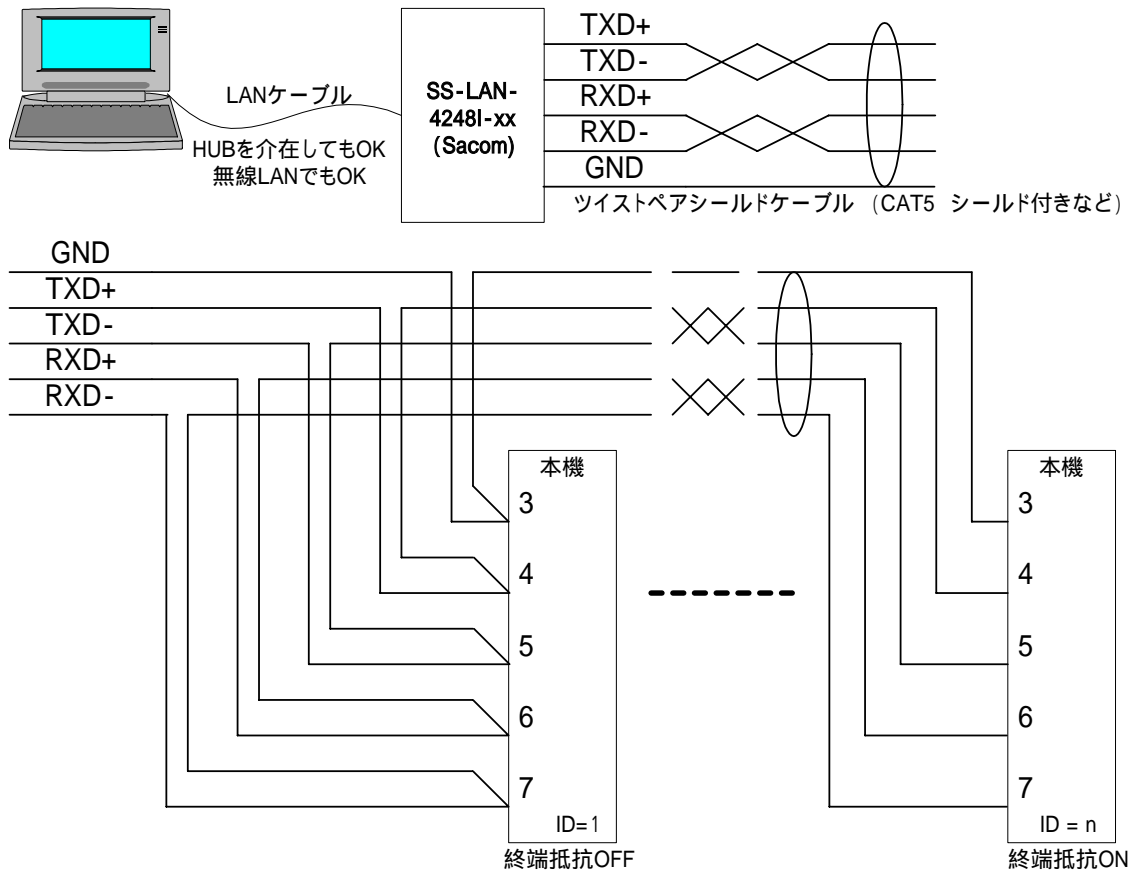 TXD+
TXD-
RXD+
RXD-
GND
SS-LAN-
4248I-xx
(Sacom)
LANケーブル
HUBを介在してもOK
無線LANでもOK
ツイストペアシールドケーブル (CAT5 シールド付きなど)
GND
TXD+
TXD-
RXD+
RXD-
本機
3
4
5
6
7
ID=1
終端抵抗OFF
本機
3
4
5
6
7
ID = n
終端抵抗ON